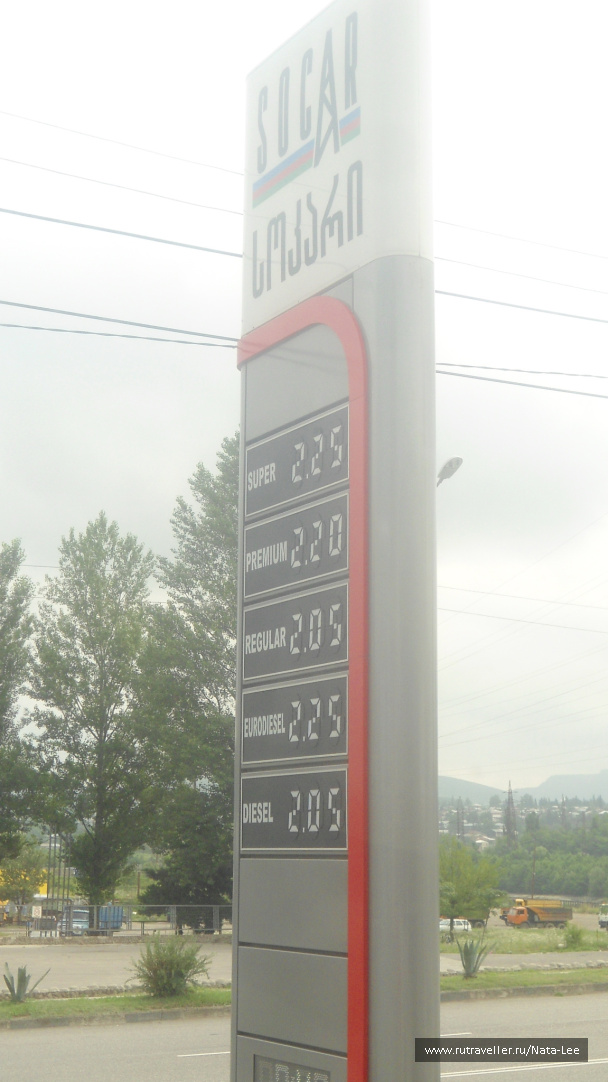 SOCAR
სოკარი
SUPER 2.25
PREMIUM 2.20
REGULAR 2.05
EURODIESEL 2.25
DIESEL 2.05
www.rutraveller.ru/Nata-Lee